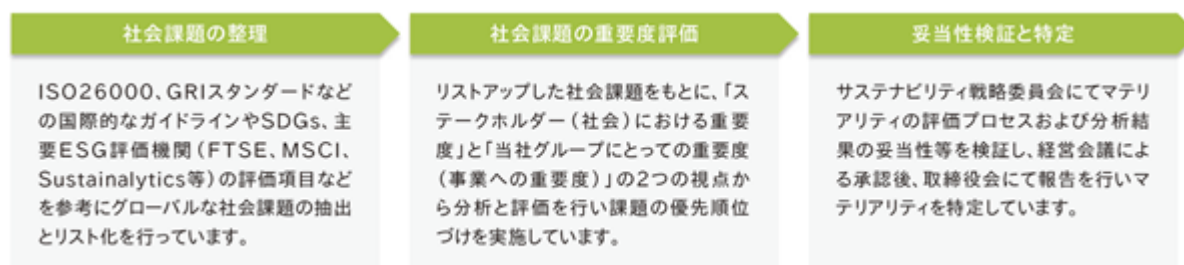 社会課題の整理
ISO26000、GRIスタンダードなど
の国際的なガイドラインやSDGs、主
要ESG評価機関（FTSE、MSCI、
Sustainalytics等）の評価項目など
を参考にグローバルな社会課題の抽出
とリスト化を行っています。
社会課題の重要度評価
リストアップした社会課題をもとに、「ス
テークホルダー（社会）における重要
度」と「当社グループにとっての重要度
（事業への重要度）」の2つの視点か
ら分析と評価を行い課題の優先順位
づけを実施しています。
妥当性検証と特定
サステナビリティ戦略委員会にてマテリ
アリティの評価プロセスおよび分析結
果の妥当性等を検証し、経営会議によ
る承認後、取締役会にて報告を行いマ
テリアリティを特定しています。